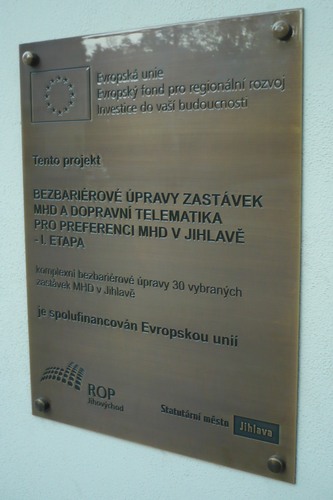 Evropská unie
Evropský fond pro regionální rozvoj
Investice do vaší budoucnosti
Tento projekt
BEZBARIÉROVÉ ÚPRAVY ZASTÁVEK
MHD A DOPRAVNÍ TELEMATIKA
PRO PREFERENCI MHD V JIHLAVĚ
- I. ETAPA
komplexní bezbariérové úpravy 30 vybraných
zastávek MHD v Jihlavě
je spolufinancován Evropskou unií
ROP
Jihovýchod
Statutární město Jihlava